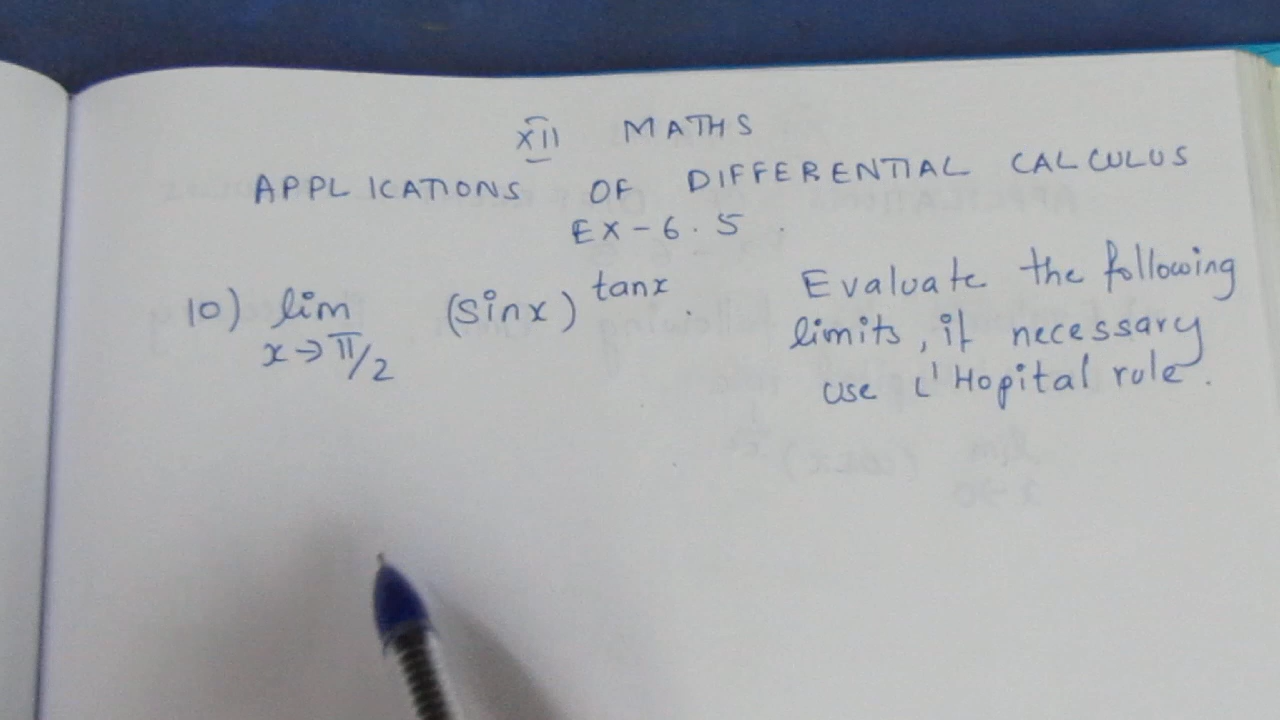 XII MATHS
APPLICATIONS OF DIFFERENTIAL CALCULUS
EX-6.5.
10) lim (sinx)^tanx.
x→π/2
Evaluate the following
limits, if necessary
use L'Hopital rule.